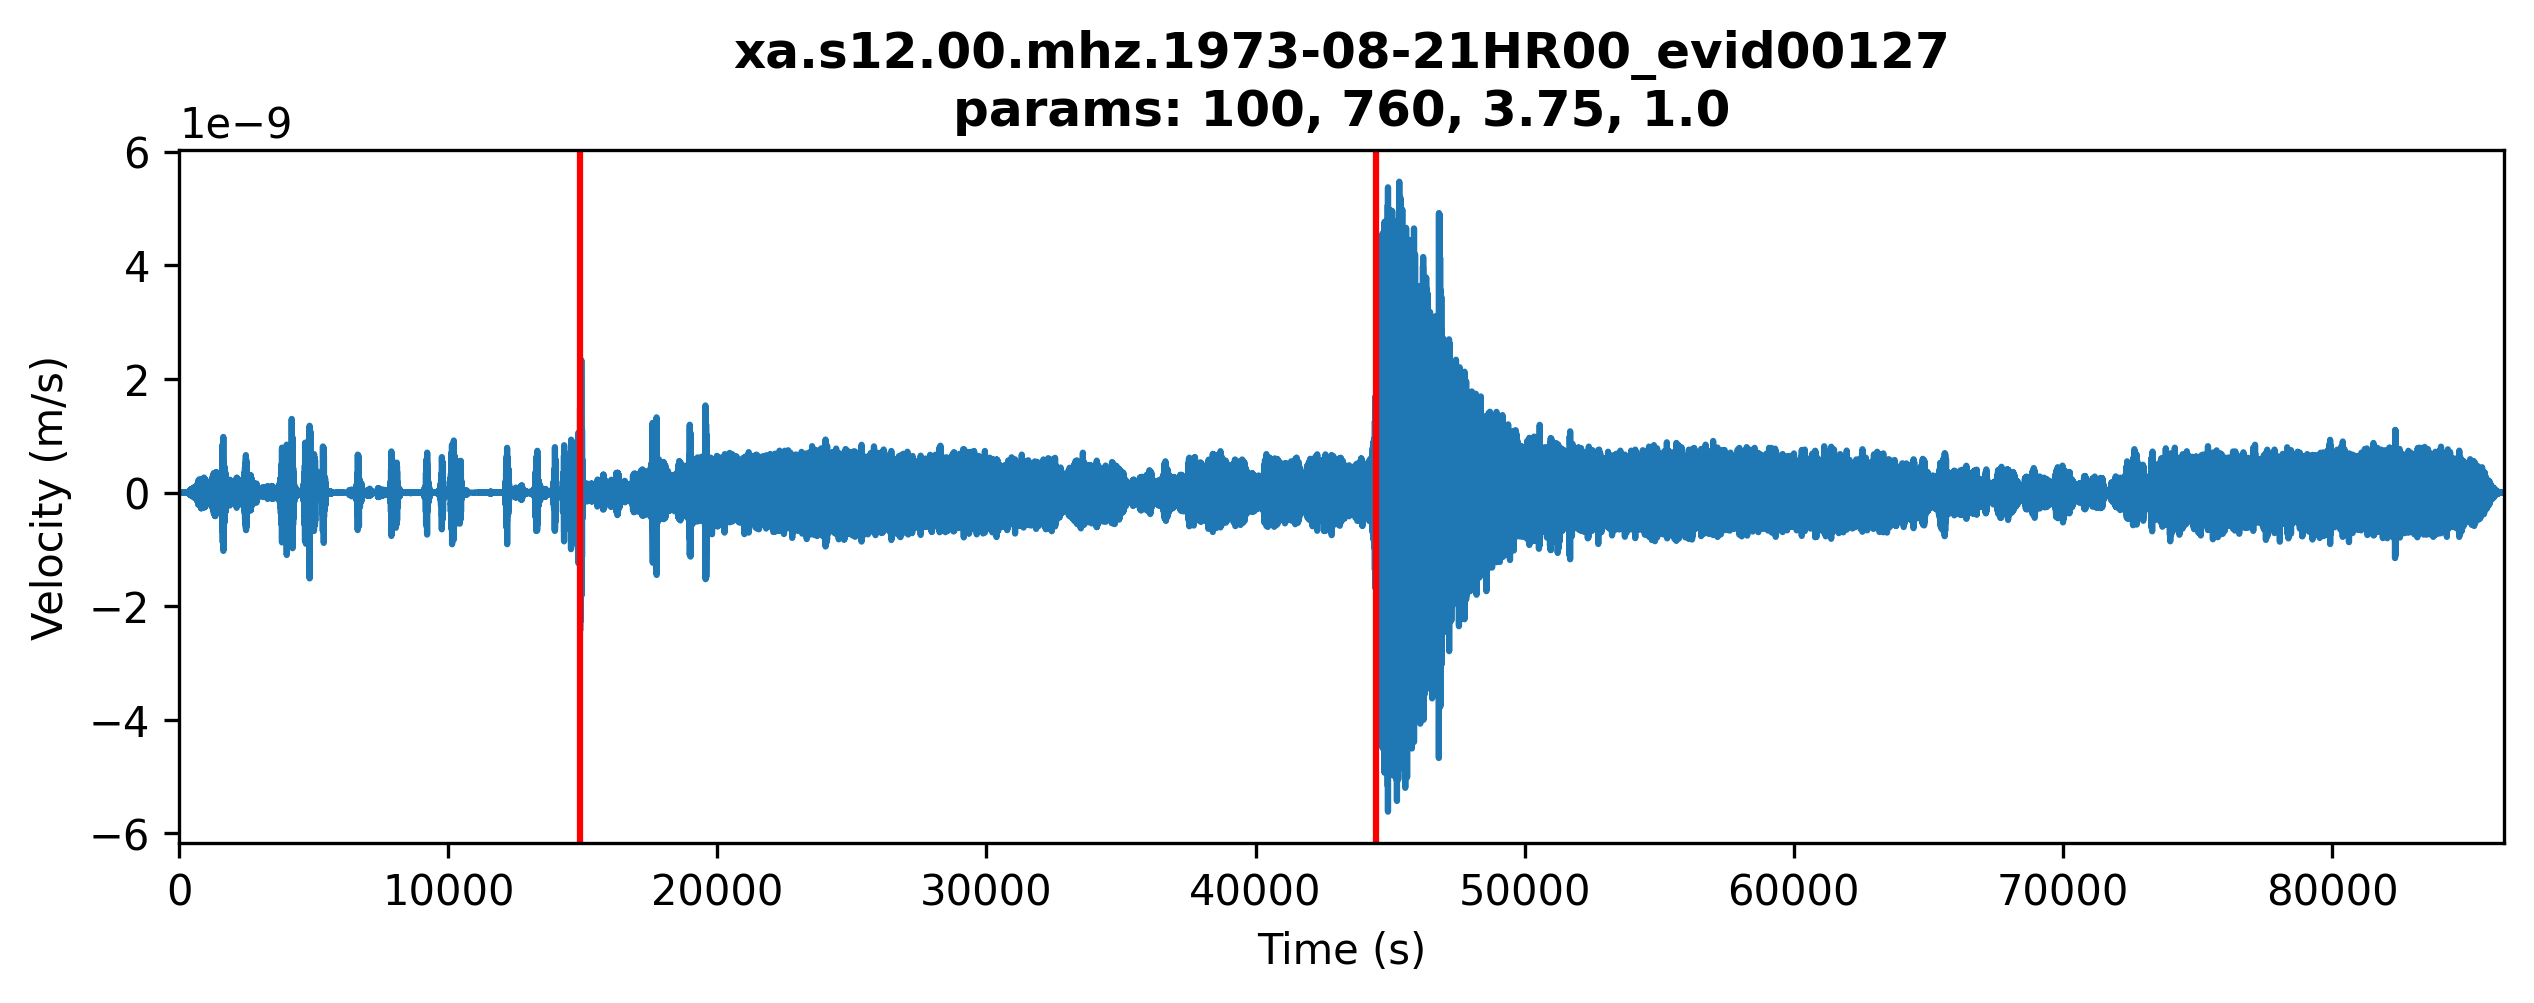 xa.s12.00.mhz.1973-08-21HR00_evid00127
params: 100, 760, 3.75, 1.0
1e−9
6
4
2
0
−2
−4
−6
Velocity (m/s)
0 10000 20000 30000 40000 50000 60000 70000 80000
Time (s)